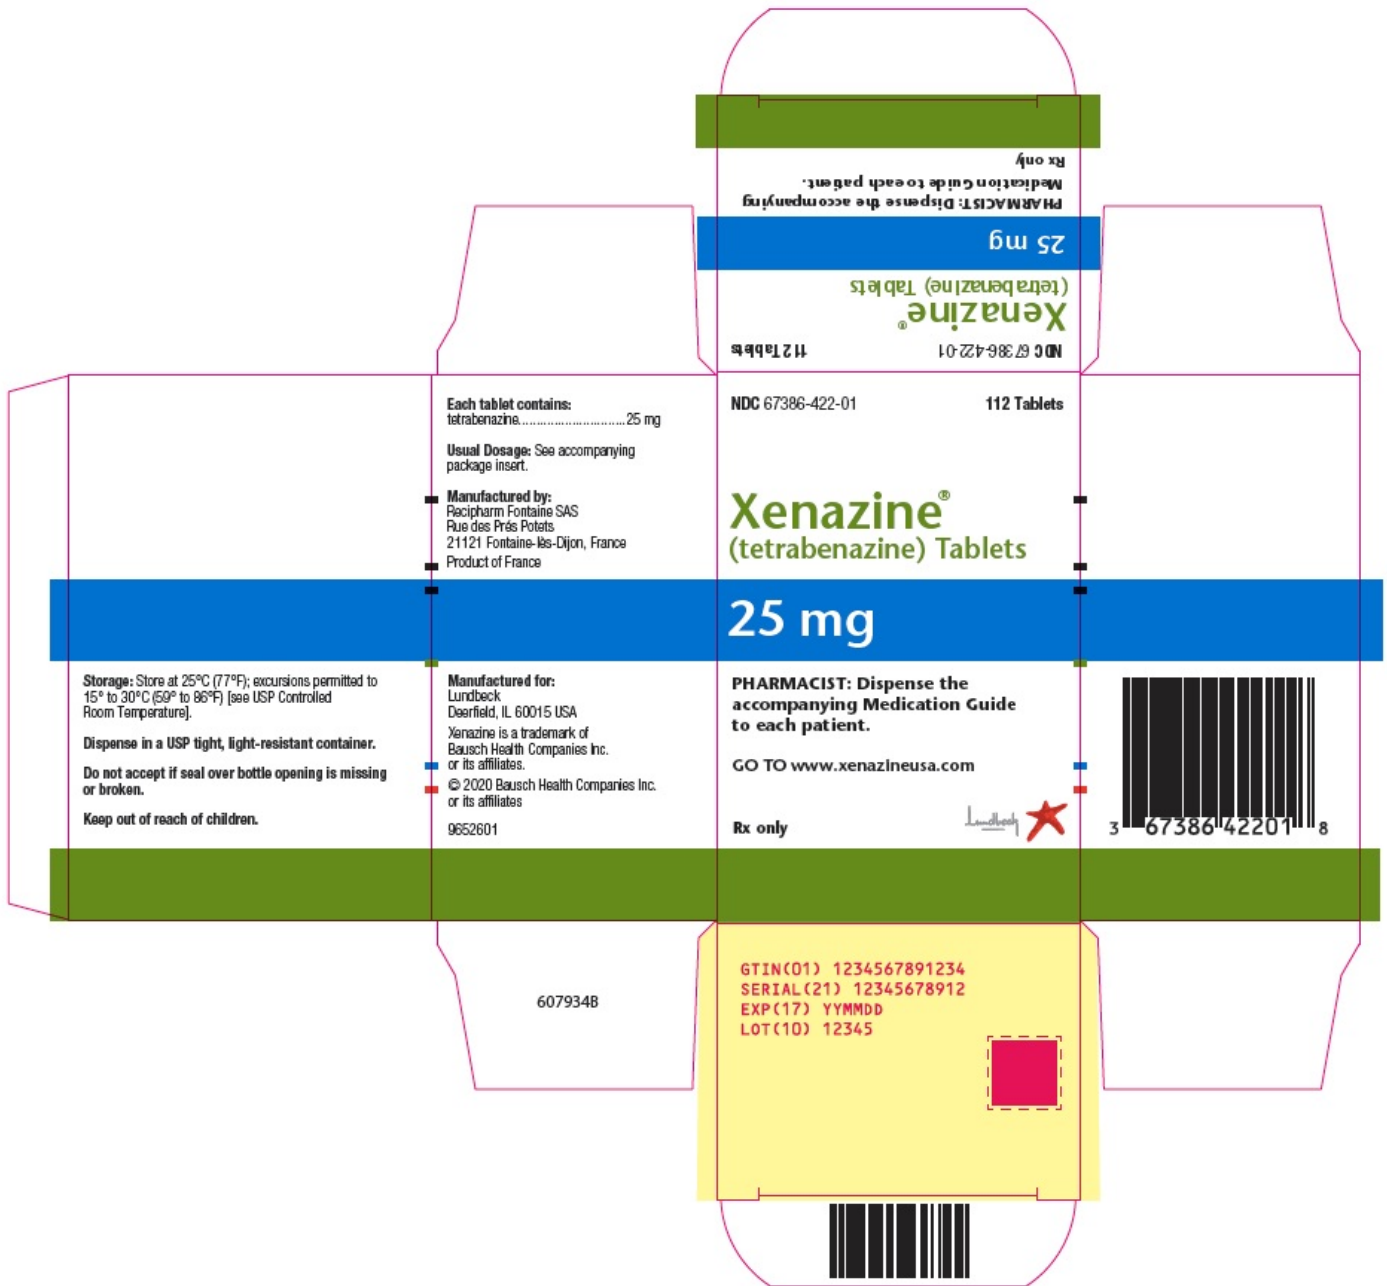 Rx only
Medication Guide to each patient.
PHARMACIST: Dispense the accompanying
25 mg
(tetrabenazine) Tablets
Xenazine®
NDC 67386-422-01 112 Tablets
Each tablet contains:
tetrabenazine..............................25 mg
Usual Dosage: See accompanying
package insert.
Manufactured by:
Recipharm Fontaine SAS
Rue des Prés Potets
21121 Fontaine-lès-Dijon, France
Product of France
NDC 67386-422-01 112 Tablets
Xenazine®
(tetrabenazine) Tablets
25 mg
Storage: Store at 25°C (77°F); excursions permitted to
15° to 30°C (59° to 86°F) [see USP Controlled
Room Temperature].
Dispense in a USP tight, light-resistant container.
Do not accept if seal over bottle opening is missing
or broken.
Keep out of reach of children.
Manufactured for:
Lundbeck
Deerfield, IL 60015 USA
Xenazine is a trademark of
Bausch Health Companies Inc.
or its affiliates.
© 2020 Bausch Health Companies Inc.
or its affiliates
9652601
PHARMACIST: Dispense the
accompanying Medication Guide
to each patient.
GO TO www.xenazineusa.com
Rx only
Lundbeck
3 67386 42201 8
607934B
GTIN(01) 1234567891234
SERIAL(21) 12345678912
EXP(17) YYMMDD
LOT(10) 12345